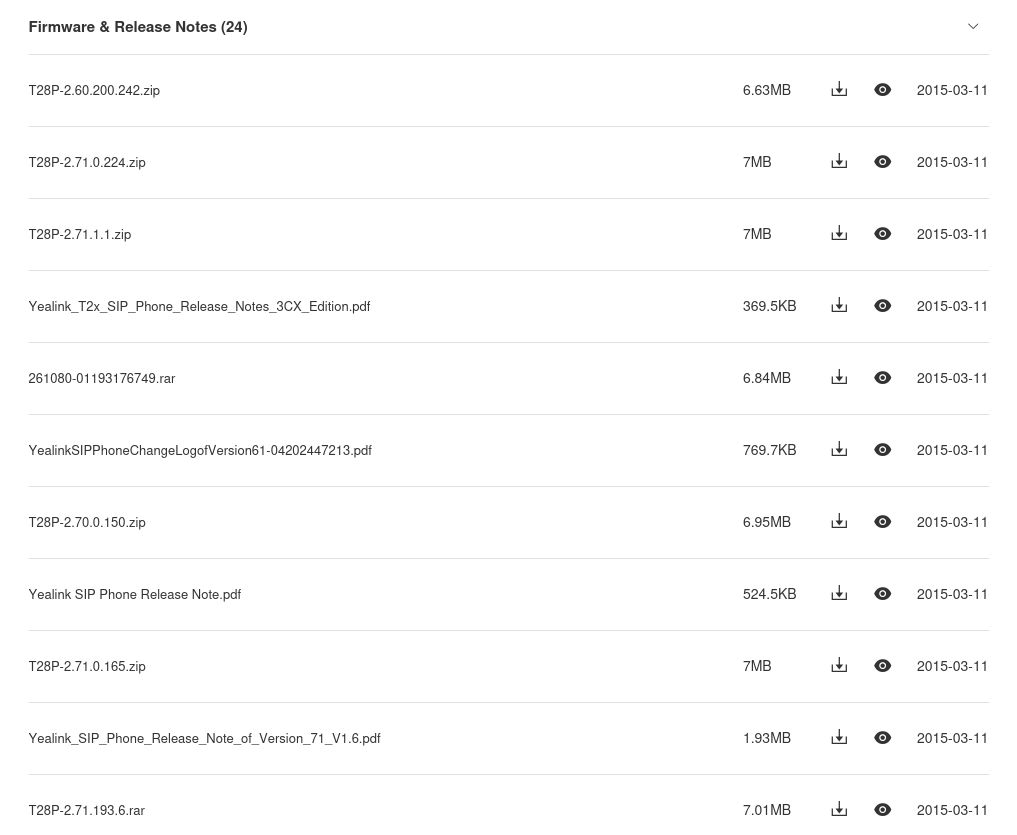 Firmware & Release Notes (24)
T28P-2.60.200.242.zip 6.63MB 2015-03-11
T28P-2.71.0.224.zip 7MB 2015-03-11
T28P-2.71.1.1.zip 7MB 2015-03-11
Yealink_T2x_SIP_Phone_Release_Notes_3CX_Edition.pdf 369.5KB 2015-03-11
261080-01193176749.rar 6.84MB 2015-03-11
YealinkSIPPhoneChangeLogofVersion61-04202447213.pdf 769.7KB 2015-03-11
T28P-2.70.0.150.zip 6.95MB 2015-03-11
Yealink SIP Phone Release Note.pdf 524.5KB 2015-03-11
T28P-2.71.0.165.zip 7MB 2015-03-11
Yealink_SIP_Phone_Release_Note_of_Version_71_V1.6.pdf 1.93MB 2015-03-11
T28P-2.71.193.6.rar 7.01MB 2015-03-11